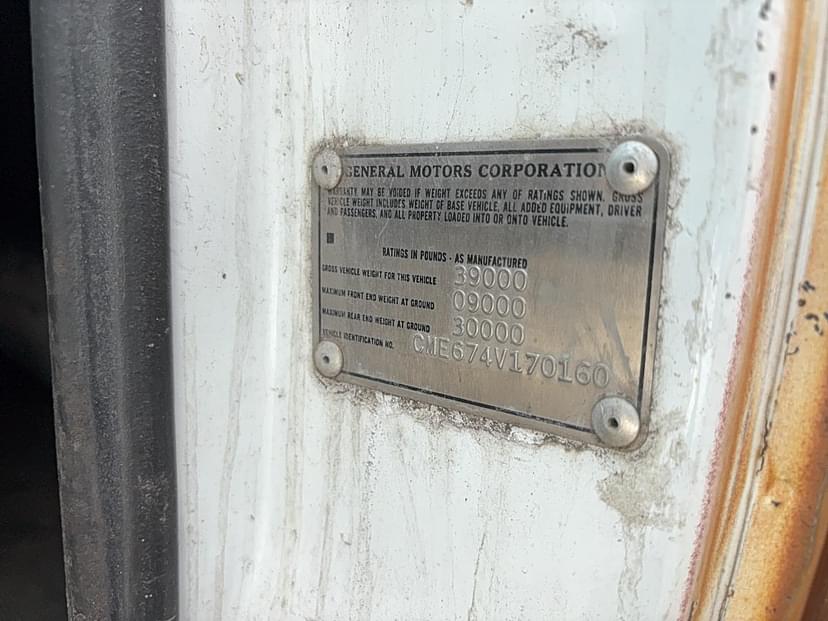 GENERAL MOTORS CORPORATION
WARRANTY MAY BE VOIDED IF WEIGHT EXCEEDS ANY OF RATINGS SHOWN. GROSS
VEHICLE WEIGHT INCLUDES WEIGHT OF BASE VEHICLE, ALL ADDED EQUIPMENT, DRIVER
AND PASSENGERS, AND ALL PROPERTY LOADED INTO OR ONTO VEHICLE.
RATINGS IN POUNDS - AS MANUFACTURED
GROSS VEHICLE WEIGHT FOR THIS VEHICLE 39000
MAXIMUM FRONT END WEIGHT AT GROUND 09000
MAXIMUM REAR END WEIGHT AT GROUND 30000
VEHICLE IDENTIFICATION NO. CME674V170160